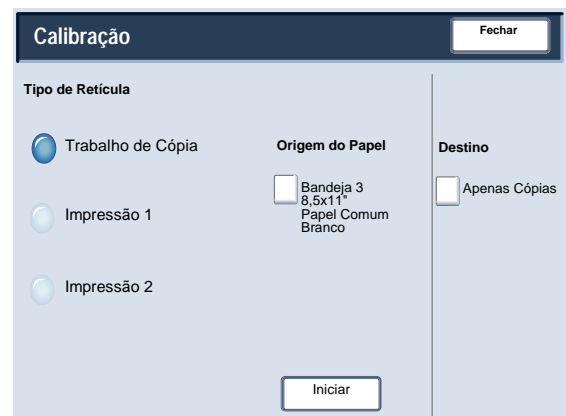 Calibração
Fechar
Tipo de Retícula
Trabalho de Cópia
Impressão 1
Impressão 2
Origem do Papel
Bandeja 3
8,5x11"
Papel Comum
Branco
Iniciar
Destino
Apenas Cópias